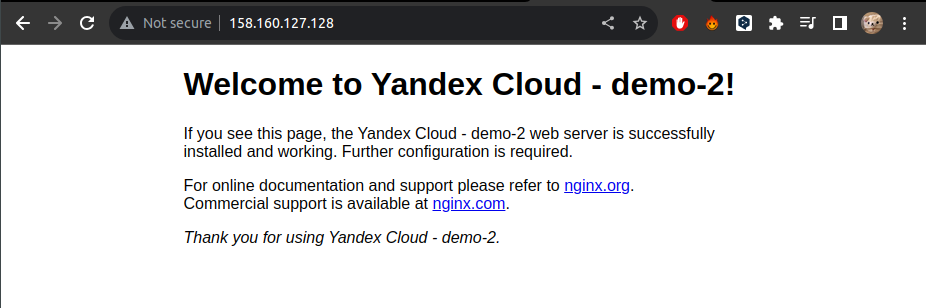 Not secure 158.160.127.128
Welcome to Yandex Cloud - demo-2!
If you see this page, the Yandex Cloud - demo-2 web server is successfully
installed and working. Further configuration is required.
For online documentation and support please refer to nginx.org.
Commercial support is available at nginx.com.
Thank you for using Yandex Cloud - demo-2.